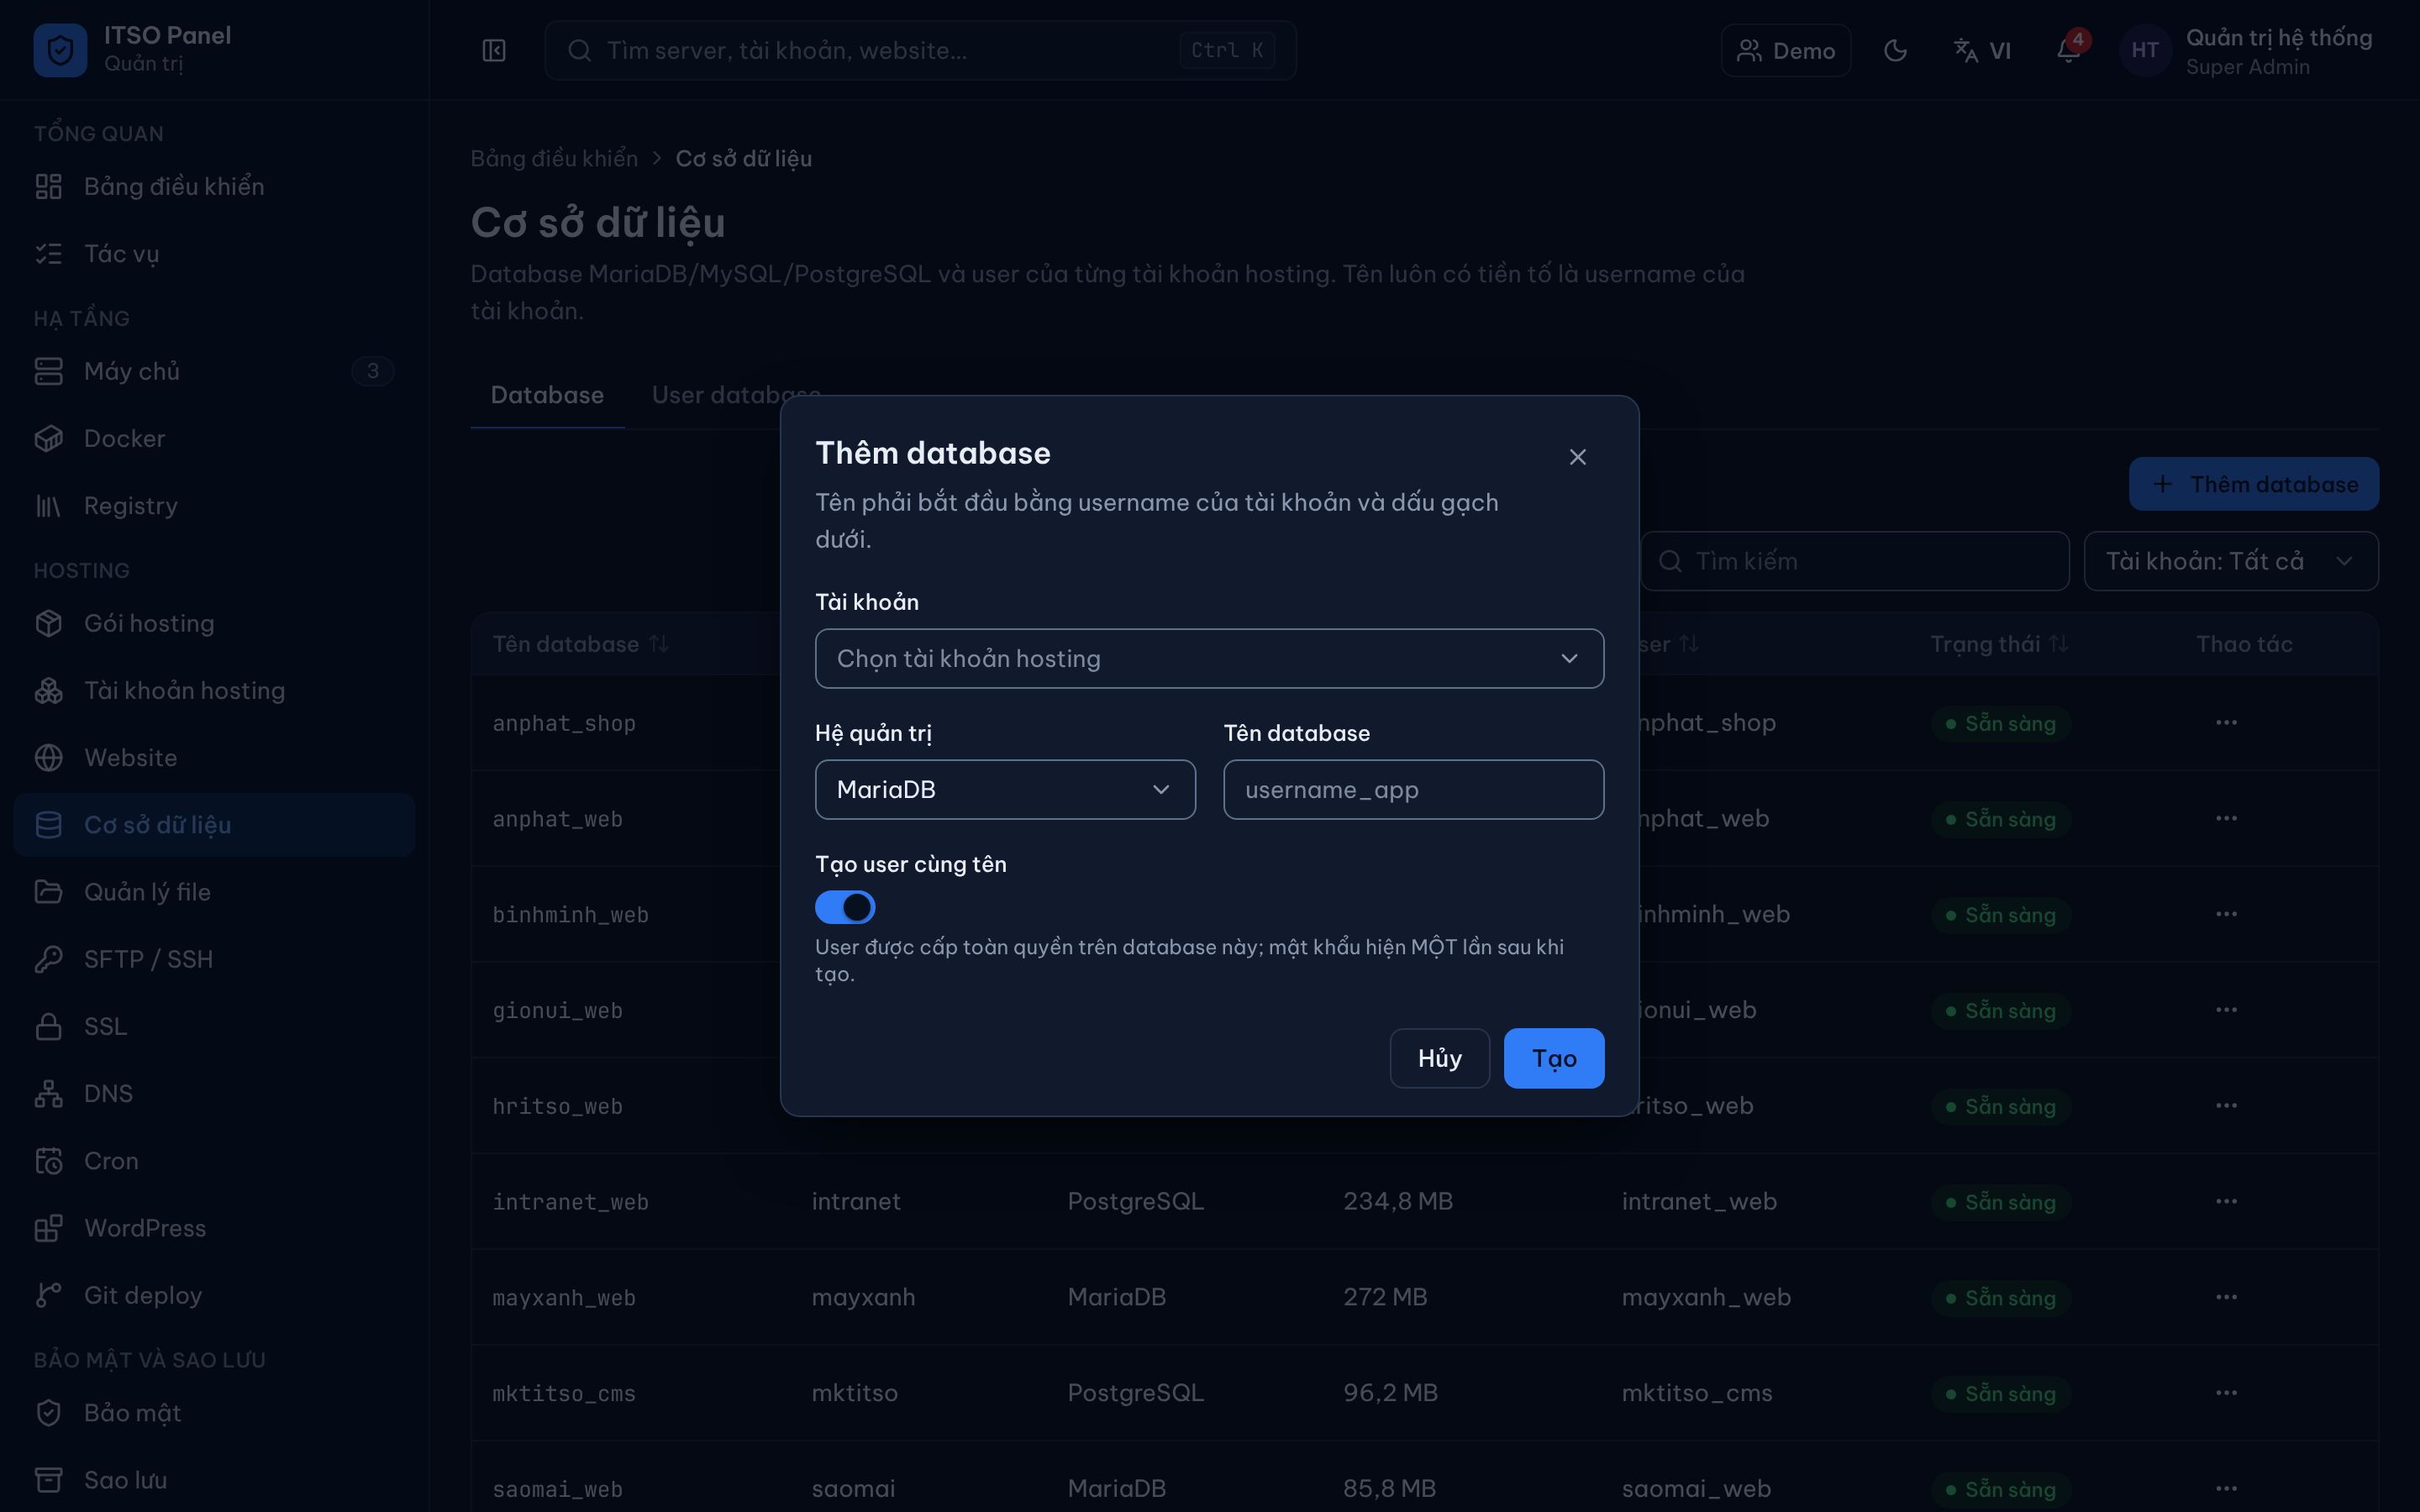 ITSO Panel
Quản trị
Tìm server, tài khoản, website...
Ctrl K
Demo
VI
4
HT
Quản trị hệ thống
Super Admin
TỔNG QUAN
Bảng điều khiển
Tác vụ
HẠ TẦNG
Máy chủ
3
Docker
Registry
HOSTING
Gói hosting
Tài khoản hosting
Website
Cơ sở dữ liệu
Quản lý file
SFTP / SSH
SSL
DNS
Cron
WordPress
Git deploy
BẢO MẬT VÀ SAO LƯU
Bảo mật
Sao lưu
Bảng điều khiển > Cơ sở dữ liệu
Cơ sở dữ liệu
Database MariaDB/MySQL/PostgreSQL và user của từng tài khoản hosting. Tên luôn có tiền tố là username của
tài khoản.
Database
User database
Thêm database
Tìm kiếm
Tài khoản: Tất cả
Tên database
Trạng thái
Thao tác
anphat_shop
nphat_shop
Sẵn sàng
anphat_web
nphat_web
Sẵn sàng
binhminh_web
inhminh_web
Sẵn sàng
gionui_web
ionui_web
Sẵn sàng
hritso_web
ritso_web
Sẵn sàng
intranet_web intranet PostgreSQL 234,8 MB intranet_web Sẵn sàng
mayxanh_web mayxanh MariaDB 272 MB mayxanh_web Sẵn sàng
mktitso_cms mktitso PostgreSQL 96,2 MB mktitso_cms Sẵn sàng
saomai_web saomai MariaDB 85,8 MB saomai_web Sẵn sàng
Thêm database
Tên phải bắt đầu bằng username của tài khoản và dấu gạch
dưới.
Tài khoản
Chọn tài khoản hosting
Hệ quản trị
MariaDB
Tên database
username_app
Tạo user cùng tên
User được cấp toàn quyền trên database này; mật khẩu hiện MỘT lần sau khi
tạo.
Hủy
Tạo